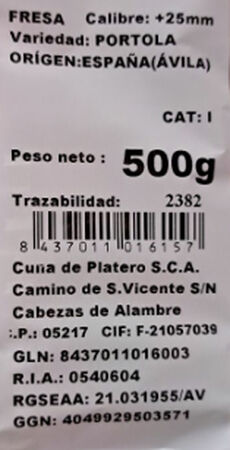 FRESA Calibre: +25mm
Variedad: PORTOLA
ORÍGEN:ESPAÑA(ÁVILA)
CAT: I
Peso neto : 500g
Trazabilidad: 2382
8 437011 016157
Cuna de Platero S.C.A.
Camino de S.Vicente S/N
Cabezas de Alambre
.P.: 05217 CIF: F-21057039
GLN: 8437011016003
R.I.A.: 0540604
RGSEAA: 21.031955/AV
GGN: 4049929503571